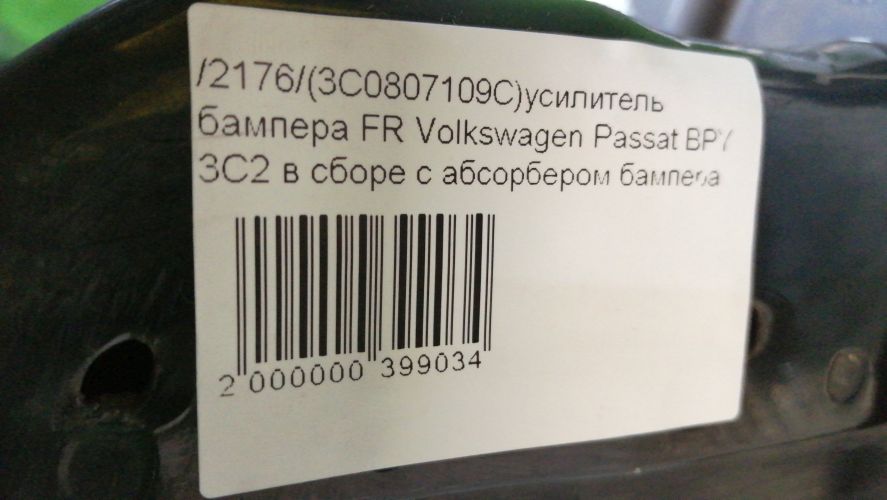 /2176/(3C0807109C)усилитель
бампера FR Volkswagen Passat BPY
3C2 в сборе с абсорбером бампера
2 000000 399034